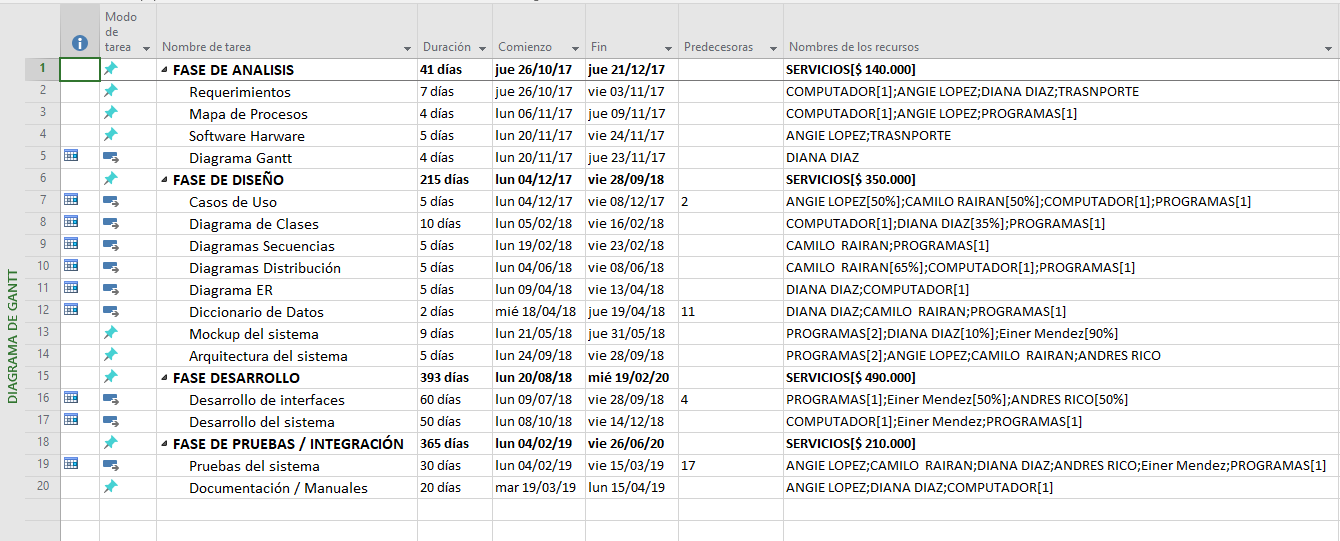 Modo de tarea Nombre de tarea Duración Comienzo Fin Predecesoras Nombres de los recursos
1 FASE DE ANALISIS 41 días jue 26/10/17 jue 21/12/17 SERVICIOS[$ 140.000]
2 Requerimientos 7 días jue 26/10/17 vie 03/11/17 COMPUTADOR[1];ANGIE LOPEZ;DIANA DIAZ;TRASNPORTE
3 Mapa de Procesos 4 días lun 06/11/17 jue 09/11/17 COMPUTADOR[1];ANGIE LOPEZ;PROGRAMAS[1]
4 Software Harware 5 días lun 20/11/17 vie 24/11/17 ANGIE LOPEZ;TRASNPORTE
5 Diagrama Gantt 4 días lun 20/11/17 jue 23/11/17 DIANA DIAZ
6 FASE DE DISEÑO 215 días lun 04/12/17 vie 28/09/18 SERVICIOS[$ 350.000]
7 Casos de Uso 5 días lun 04/12/17 vie 08/12/17 2 ANGIE LOPEZ[50%];CAMILO RAIRAN[50%];COMPUTADOR[1];PROGRAMAS[1]
8 Diagrama de Clases 10 días lun 05/02/18 vie 16/02/18 COMPUTADOR[1];DIANA DIAZ[35%];PROGRAMAS[1]
9 Diagramas Secuencias 5 días lun 19/02/18 vie 23/02/18 CAMILO RAIRAN;PROGRAMAS[1]
10 Diagramas Distribución 5 días lun 04/06/18 vie 08/06/18 CAMILO RAIRAN[65%];COMPUTADOR[1];PROGRAMAS[1]
11 Diagrama ER 5 días lun 09/04/18 vie 13/04/18 DIANA DIAZ;COMPUTADOR[1]
12 Diccionario de Datos 2 días mié 18/04/18 jue 19/04/18 11 DIANA DIAZ;CAMILO RAIRAN;PROGRAMAS[1]
13 Mockup del sistema 9 días lun 21/05/18 jue 31/05/18 PROGRAMAS[2];DIANA DIAZ[10%];Einer Mendez[90%]
14 Arquitectura del sistema 5 días lun 24/09/18 vie 28/09/18 PROGRAMAS[2];ANGIE LOPEZ;CAMILO RAIRAN;ANDRES RICO
15 FASE DESARROLLO 393 días lun 20/08/18 mié 19/02/20 SERVICIOS[$ 490.000]
16 Desarrollo de interfaces 60 días lun 09/07/18 vie 28/09/18 4 PROGRAMAS[1];Einer Mendez[50%];ANDRES RICO[50%]
17 Desarrollo del sistema 50 días lun 08/10/18 vie 14/12/18 COMPUTADOR[1];Einer Mendez;PROGRAMAS[1]
18 FASE DE PRUEBAS / INTEGRACIÓN 365 días lun 04/02/19 vie 26/06/20 SERVICIOS[$ 210.000]
19 Pruebas del sistema 30 días lun 04/02/19 vie 15/03/19 17 ANGIE LOPEZ;CAMILO RAIRAN;DIANA DIAZ;ANDRES RICO;Einer Mendez;PROGRAMAS[1]
20 Documentación / Manuales 20 días mar 19/03/19 lun 15/04/19 ANGIE LOPEZ;DIANA DIAZ;COMPUTADOR[1]
DIAGRAMA DE GANTT